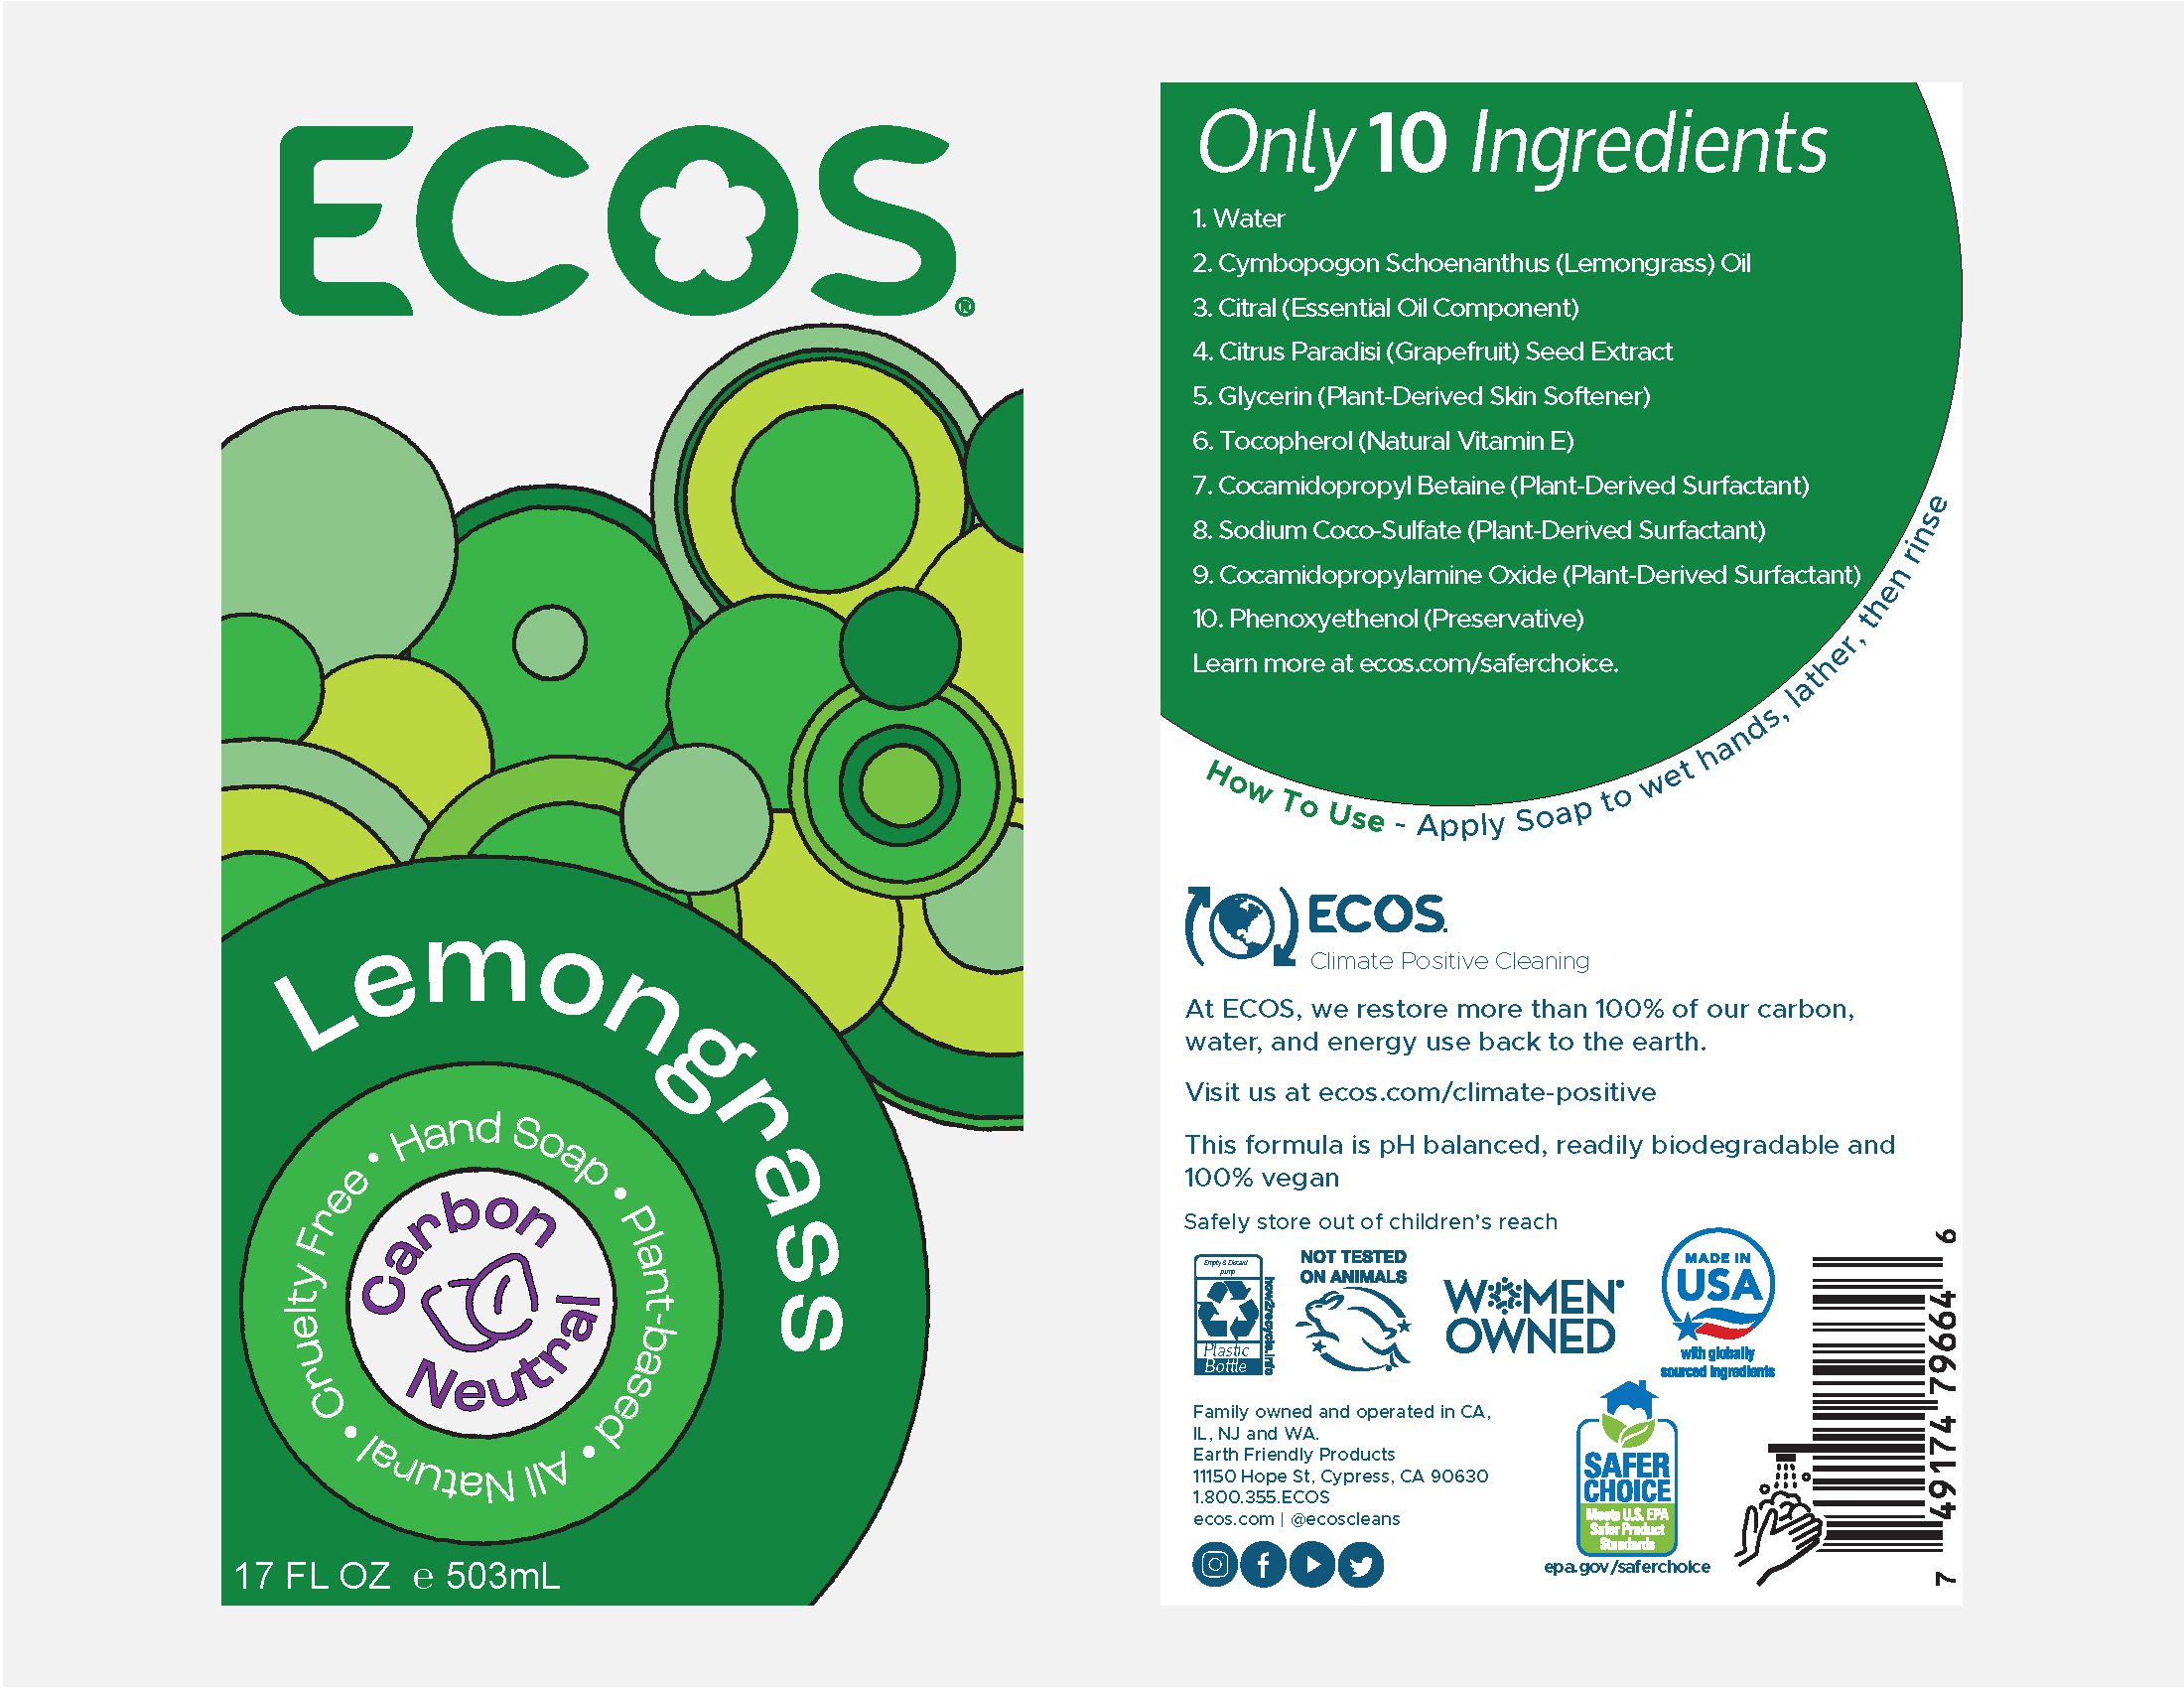 ECOS®
Lemongrass
Hand Soap • Plant-based • All Natural • Cruelty Free •
Carbon
Neutral
17 FL OZ ℮ 503mL
Only 10 Ingredients
1. Water
2. Cymbopogon Schoenanthus (Lemongrass) Oil
3. Citral (Essential Oil Component)
4. Citrus Paradisi (Grapefruit) Seed Extract
5. Glycerin (Plant-Derived Skin Softener)
6. Tocopherol (Natural Vitamin E)
7. Cocamidopropyl Betaine (Plant-Derived Surfactant)
8. Sodium Coco-Sulfate (Plant-Derived Surfactant)
9. Cocamidopropylamine Oxide (Plant-Derived Surfactant)
10. Phenoxyethenol (Preservative)
Learn more at ecos.com/saferchoice.
How To Use - Apply Soap to wet hands, lather, then rinse
ECOS.
Climate Positive Cleaning
At ECOS, we restore more than 100% of our carbon,
water, and energy use back to the earth.
Visit us at ecos.com/climate-positive
This formula is pH balanced, readily biodegradable and
100% vegan
Safely store out of children's reach
Empty & Discard
pump
how2recycle.info
Plastic
Bottle
NOT TESTED
ON ANIMALS
WOMEN
OWNED
MADE IN
USA
with globally
sourced ingredients
Family owned and operated in CA,
IL, NJ and WA.
Earth Friendly Products
11150 Hope St, Cypress, CA 90630
1.800.355.ECOS
ecos.com | @ecoscleans
SAFER
CHOICE
Meets U.S. EPA
Safer Product
Standards
epa.gov/saferchoice
7 49174 79664 6